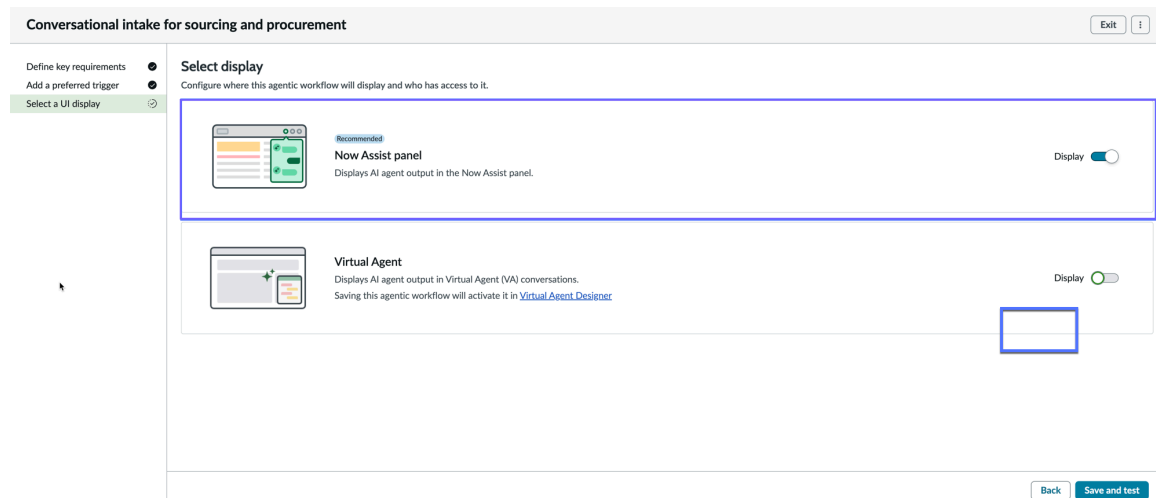 Conversational intake for sourcing and procurement
Exit
Define key requirements
Add a preferred trigger
Select a UI display
Select display
Configure where this agentic workflow will display and who has access to it.
Recommended
Now Assist panel
Displays AI agent output in the Now Assist panel.
Display
Virtual Agent
Displays AI agent output in Virtual Agent (VA) conversations.
Saving this agentic workflow will activate it in Virtual Agent Designer
Display
Back
Save and test